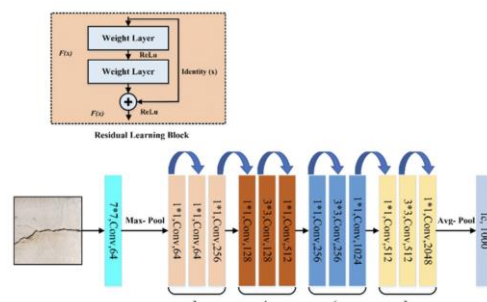 Weight Layer
F(x)
ReLu
Weight Layer
Identity (x)
F(x)
ReLu
Residual Learning Block
7*7,Conv,64
Max- Pool
1*1,Conv,64
1*1,Conv,64
1*1,Conv,256
1*1,Conv,128
3*3,Conv,128
1*1,Conv,512
1*1,Conv,256
3*3,Conv,256
1*1,Conv,1024
1*1,Conv,512
3*3,Conv,512
1*1,Conv,2048
Avg- Pool
fc, 1000